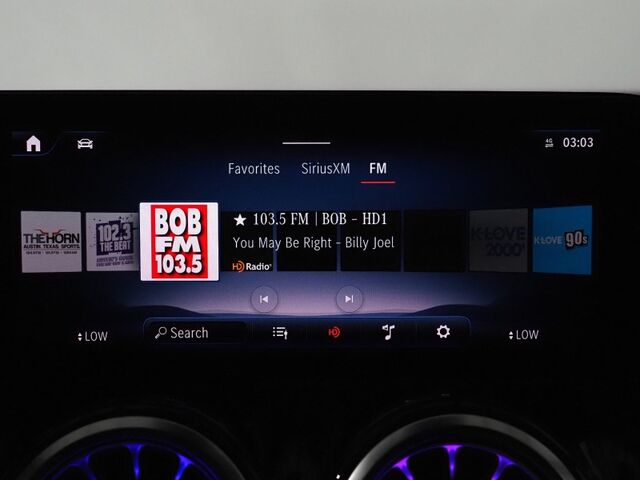 4G
03:03
Favorites SiriusXM FM
THE HORN
AUSTIN. TEXAS. SPORTS.
102.3
THE BEAT
BOB
FM
103.5
★ 103.5 FM | BOB - HD1
You May Be Right - Billy Joel
HD Radio
K-LOVE
2000s
K-LOVE 90s
LOW
Search
HD
LOW